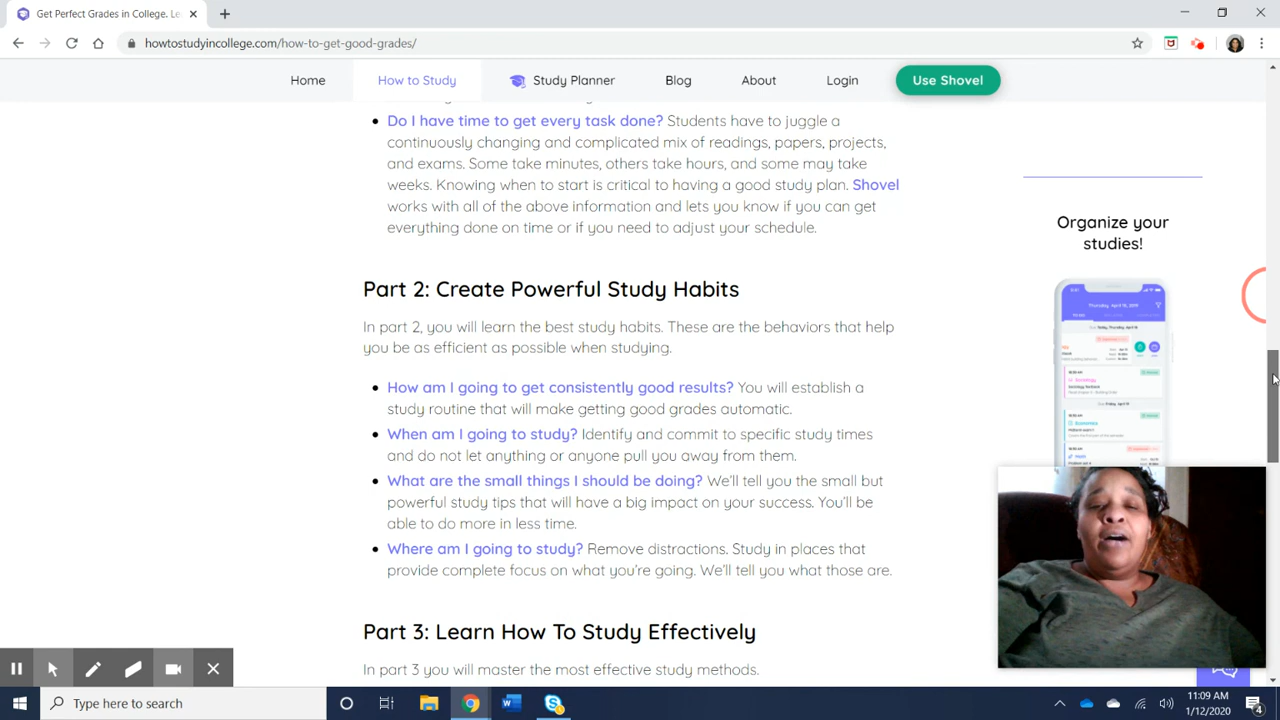 Get Perfect Grades in College. Le
howtostudyincollege.com/how-to-get-good-grades/
Home
How to Study
Study Planner
Blog
About
Login
Use Shovel
Do I have time to get every task done? Students have to juggle a
continuously changing and complicated mix of readings, papers, projects,
and exams. Some take minutes, others take hours, and some may take
weeks. Knowing when to start is critical to having a good study plan. Shovel
works with all of the above information and lets you know if you can get
everything done on time or if you need to adjust your schedule.
Organize your
studies!
Thursday, April 18, 2019
Part 2: Create Powerful Study Habits
In part 2, you will learn the best study habits. These are the behaviors that help
you be as efficient as possible when studying.
How am I going to get consistently good results? You will establish a
study routine that will make getting good grades automatic.
When am I going to study? Identify and commit to specific study times
and do not let anything or anyone pull you away from them.
What are the small things I should be doing? We'll tell you the small but
powerful study tips that will have a big impact on your success. You'll be
able to do more in less time.
Where am I going to study? Remove distractions. Study in places that
provide complete focus on what you're going. We'll tell you what those are.
Part 3: Learn How To Study Effectively
In part 3 you will master the most effective study methods.
Type here to search
11:09 AM
1/12/2020
4